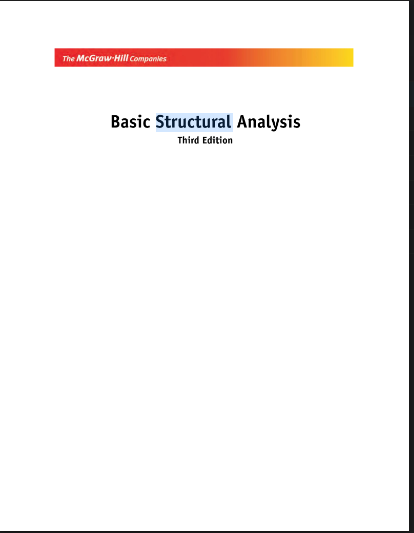 The McGraw-Hill Companies
Basic Structural Analysis
Third Edition